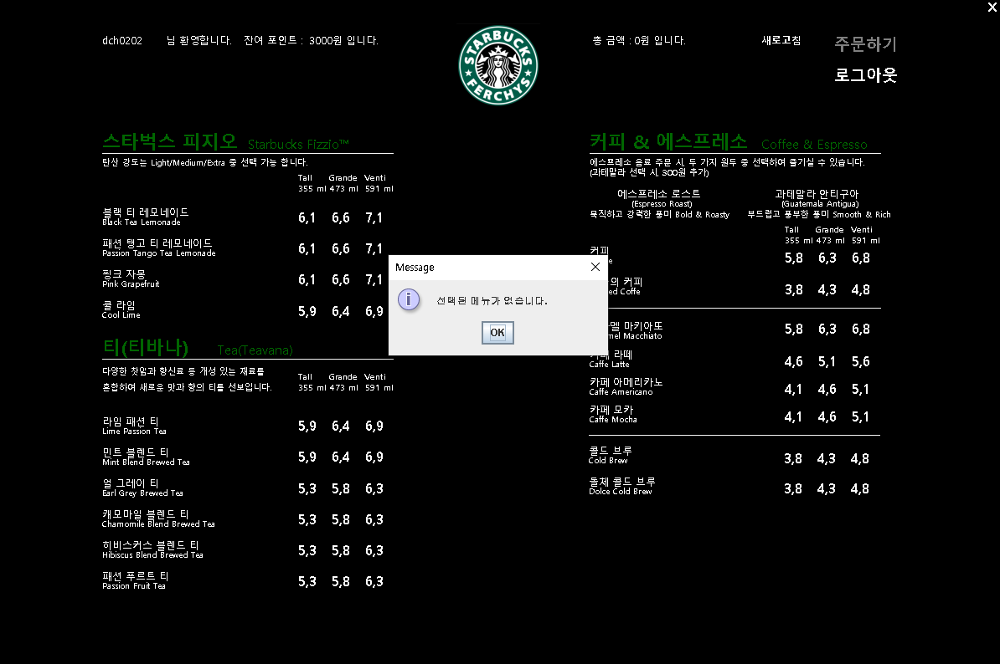 dch0202 님 환영합니다. 잔여 포인트 : 3000원 입니다.
STARBUCKS
FERCHYS
총 금액 : 0원 입니다.
새로고침
주문하기
로그아웃
스타벅스 피지오 Starbucks Fizzio™
탄산 강도는 Light/Medium/Extra 중 선택 가능 합니다.
Tall Grande Venti
355 ml 473 ml 591 ml
블랙 티 레모네이드 6,1 6,6 7,1
Black Tea Lemonade
패션 탱고 티 레모네이드 6,1 6,6 7,1
Passion Tango Tea Lemonade
핑크 자몽 6,1 6,6 7,1
Pink Grapefruit
쿨 라임 5,9 6,4 6,9
Cool Lime
티(티바나) Tea(Teavana)
다양한 찻잎과 향신료 등 개성 있는 재료를
혼합하여 새로운 맛과 향의 티를 선보입니다.
Tall Grande Venti
355 ml 473 ml 591 ml
라임 패션 티 5,9 6,4 6,9
Lime Passion Tea
민트 블렌드 티 5,9 6,4 6,9
Mint Blend Brewed Tea
얼 그레이 티 5,3 5,8 6,3
Earl Grey Brewed Tea
캐모마일 블렌드 티 5,3 5,8 6,3
Chamomile Blend Brewed Tea
히비스커스 블렌드 티 5,3 5,8 6,3
Hibiscus Blend Brewed Tea
패션 푸르트 티 5,3 5,8 6,3
Passion Fruit Tea
Message
선택된 메뉴가 없습니다.
OK
커피 & 에스프레소 Coffee & Espresso
에스프레소 음료 주문 시, 두 가지 원두 중 선택하여 즐기실 수 있습니다.
(과테말라 선택 시, 300원 추가)
에스프레소 로스트 과테말라 안티구아
(Espresso Roast) (Guatemala Antigua)
묵직하고 강력한 풍미 Bold & Roasty 부드럽고 풍부한 풍미 Smooth & Rich
Tall Grande Venti
355 ml 473 ml 591 ml
커피 5,8 6,3 6,8
의 커피 3,8 4,3 4,8
ed Coffe
멜 마키아또 5,8 6,3 6,8
mel Macchiato
카페 라떼 4,6 5,1 5,6
Caffe Latte
카페 아메리카노 4,1 4,6 5,1
Caffe Americano
카페 모카 4,1 4,6 5,1
Caffe Mocha
콜드 브루 3,8 4,3 4,8
Cold Brew
돌체 콜드 브루 3,8 4,3 4,8
Dolce Cold Brew